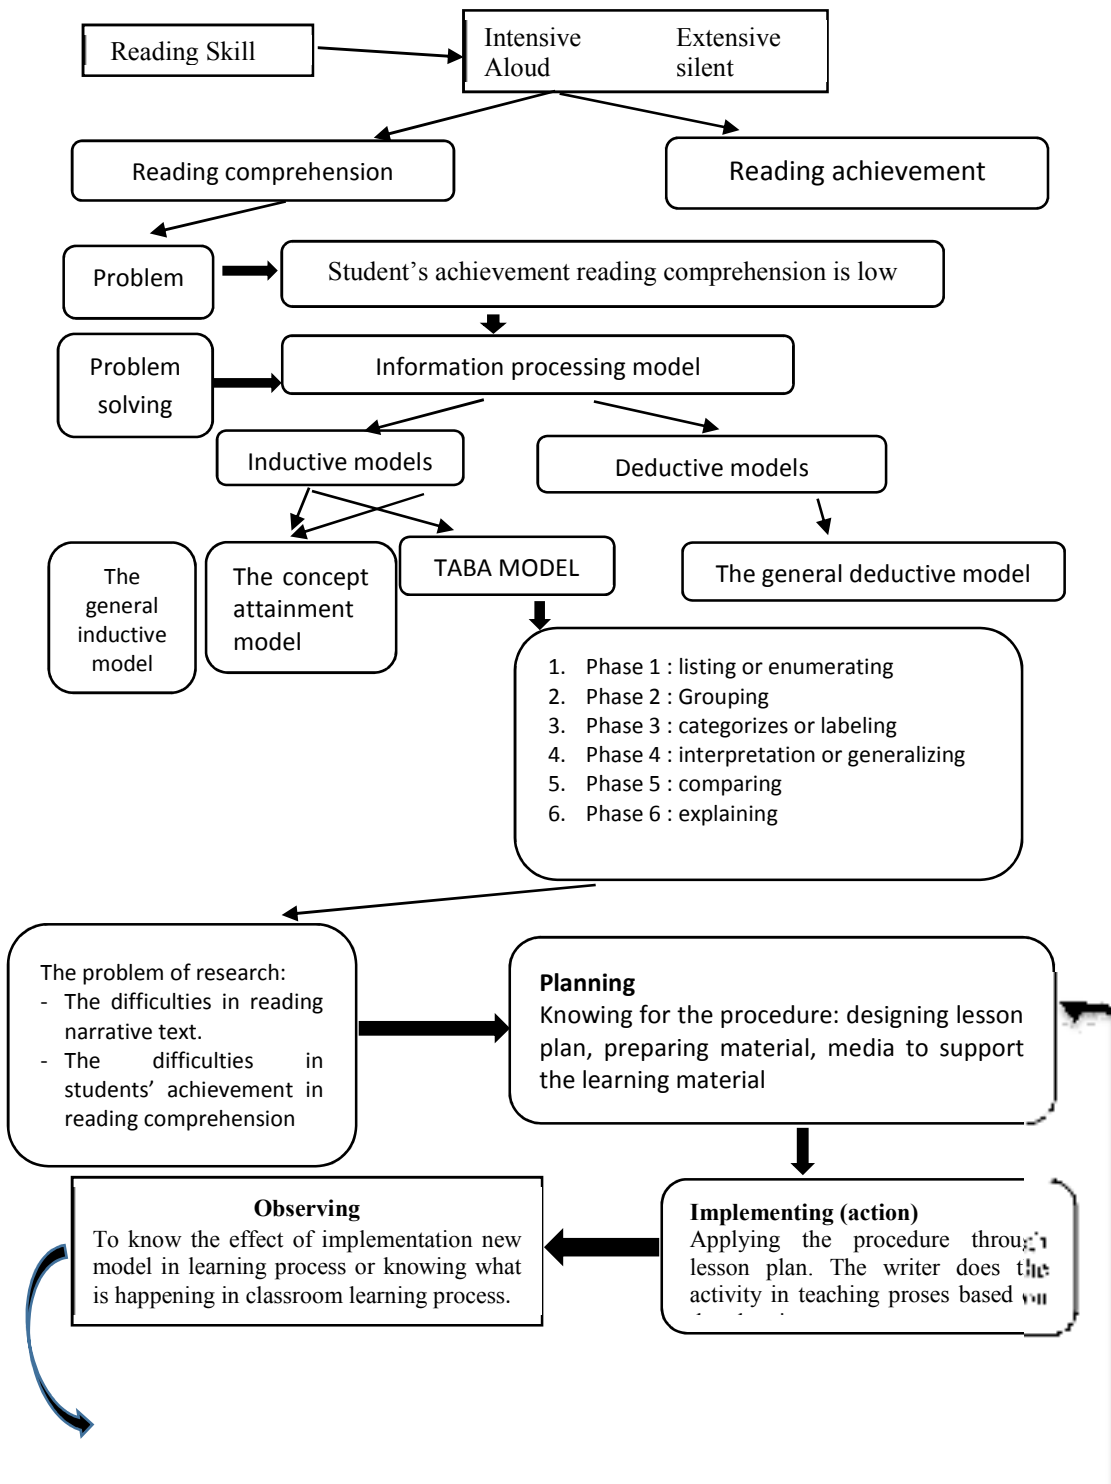 Reading Skill
Intensive Extensive
Aloud silent
Reading comprehension
Reading achievement
Problem
Student’s achievement reading comprehension is low
Problem
solving
Information processing model
Inductive models
Deductive models
The
general
inductive
model
The concept
attainment
model
TABA MODEL
The general deductive model
1. Phase 1 : listing or enumerating
2. Phase 2 : Grouping
3. Phase 3 : categorizes or labeling
4. Phase 4 : interpretation or generalizing
5. Phase 5 : comparing
6. Phase 6 : explaining
The problem of research:
- The difficulties in reading
narrative text.
- The difficulties in
students’ achievement in
reading comprehension
Planning
Knowing for the procedure: designing lesson
plan, preparing material, media to support
the learning material
Observing
To know the effect of implementation new
model in learning process or knowing what
is happening in classroom learning process.
Implementing (action)
Applying the procedure through
lesson plan. The writer does the
activity in teaching proses based on